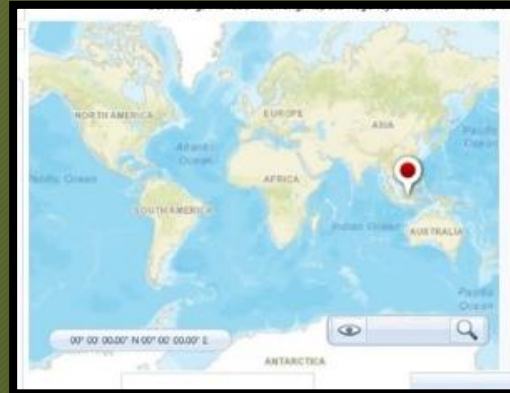 NORTH AMERICA
EUROPE
ASIA
Atlantic
Ocean
Pacific
Ocean
Pacific Ocean
AFRICA
SOUTH AMERICA
Indian Ocean
AUSTRALIA
Pacific
Ocean
00° 00' 00.00" N 00° 00' 00.00" E
ANTARCTICA